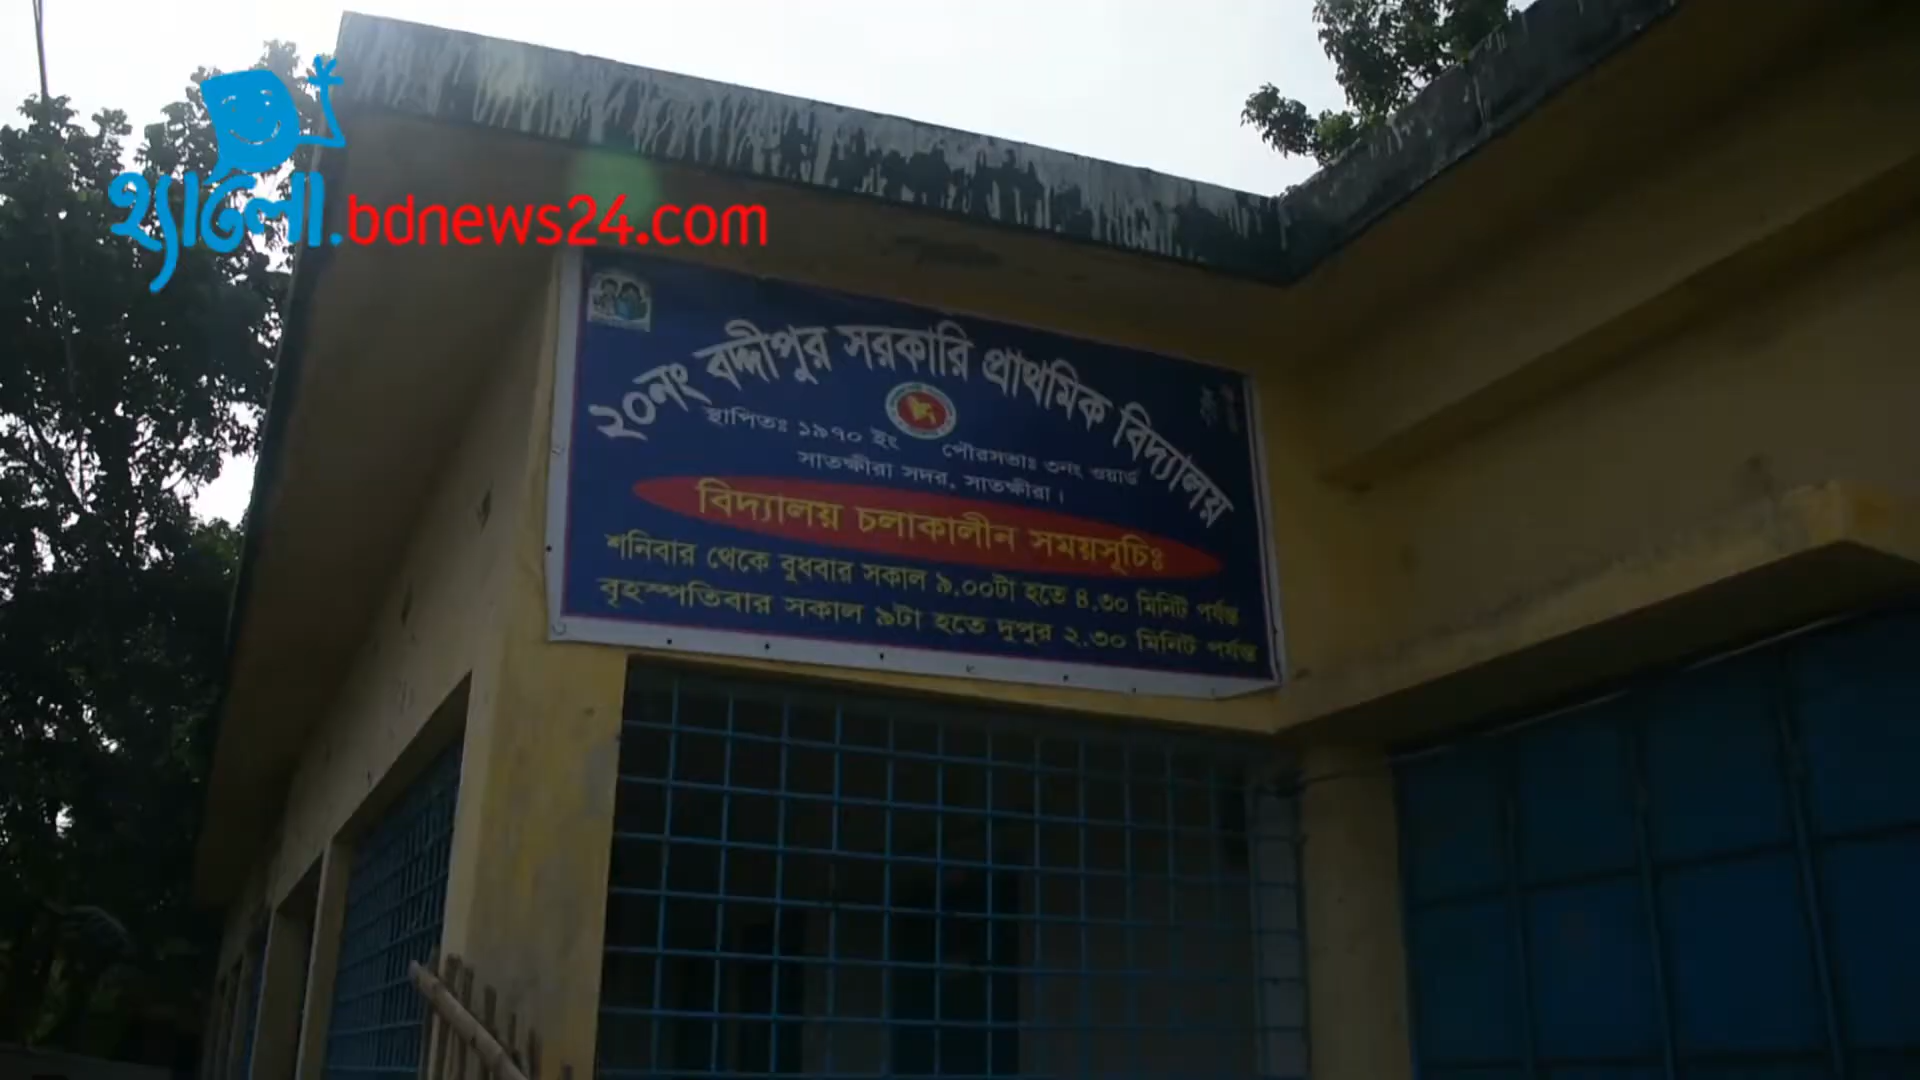 হ্যালো.bdnews24.com
২০নং বদ্দীপুর সরকারি প্রাথমিক বিদ্যালয়
স্থাপিতঃ ১৯৭০ ইং পৌরসভাঃ ৩নং ওয়ার্ড
সাতক্ষীরা সদর, সাতক্ষীরা।
বিদ্যালয় চলাকালীন সময়সূচিঃ
শনিবার থেকে বুধবার সকাল ৯.০০টা হতে ৪.৩০ মিনিট পর্যন্ত
বৃহস্পতিবার সকাল ৯টা হতে দুপুর ২.৩০ মিনিট পর্যন্ত